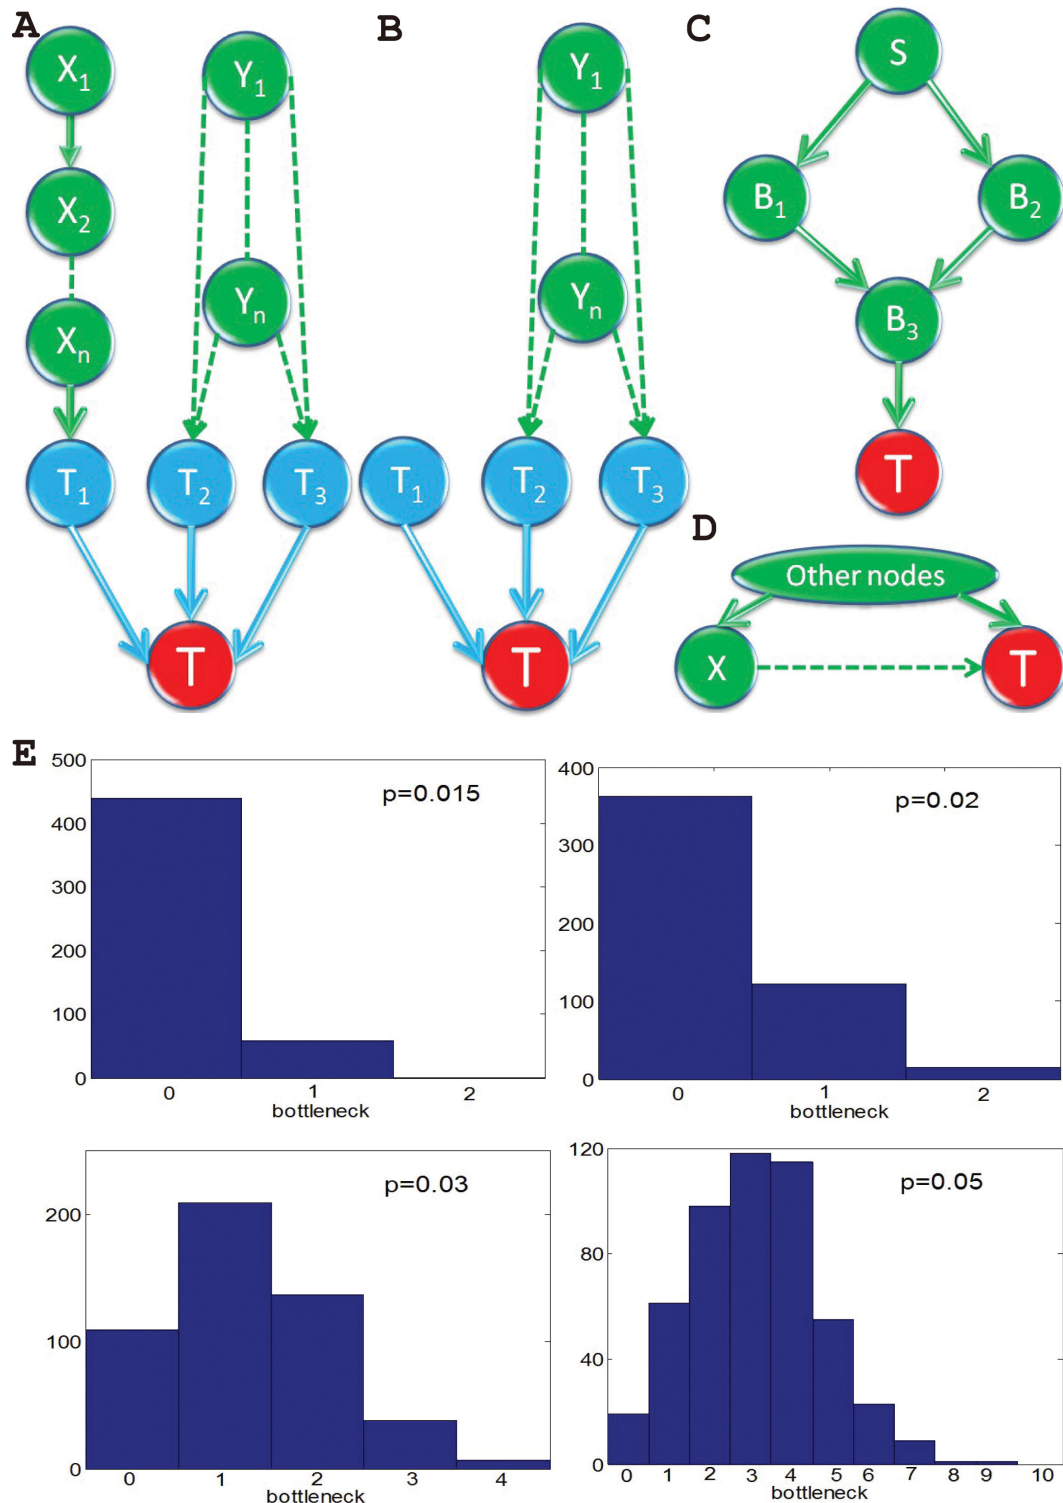 A
B
C
X1
Y1
Y1
S
X2
B1
B2
Xn
Yn
Yn
B3
T1
T2
T3
T1
T2
T3
T
D
Other nodes
T
T
X
T
E
500
400
300
200
100
0
p=0.015
0 1 2
bottleneck
400
300
200
100
0
p=0.02
0 1 2
bottleneck
200
100
0
p=0.03
0 1 2 3 4
bottleneck
120
80
40
0
p=0.05
0 1 2 3 4 5 6 7 8 9 10
bottleneck